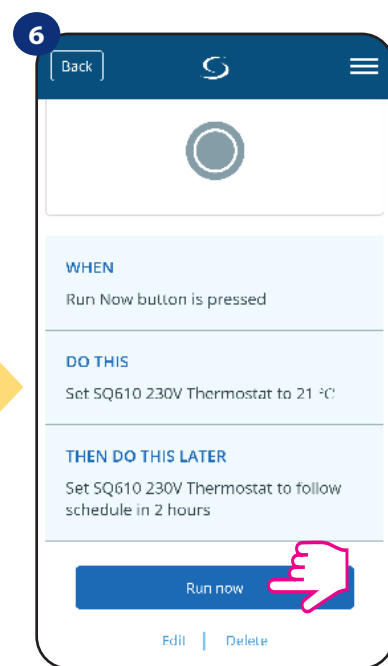 6
Back
WHEN
Run Now button is pressed
DO THIS
Set SQ610 230V Thermostat to 21 °C
THEN DO THIS LATER
Set SQ610 230V Thermostat to follow
schedule in 2 hours
Run now
Edit | Delete